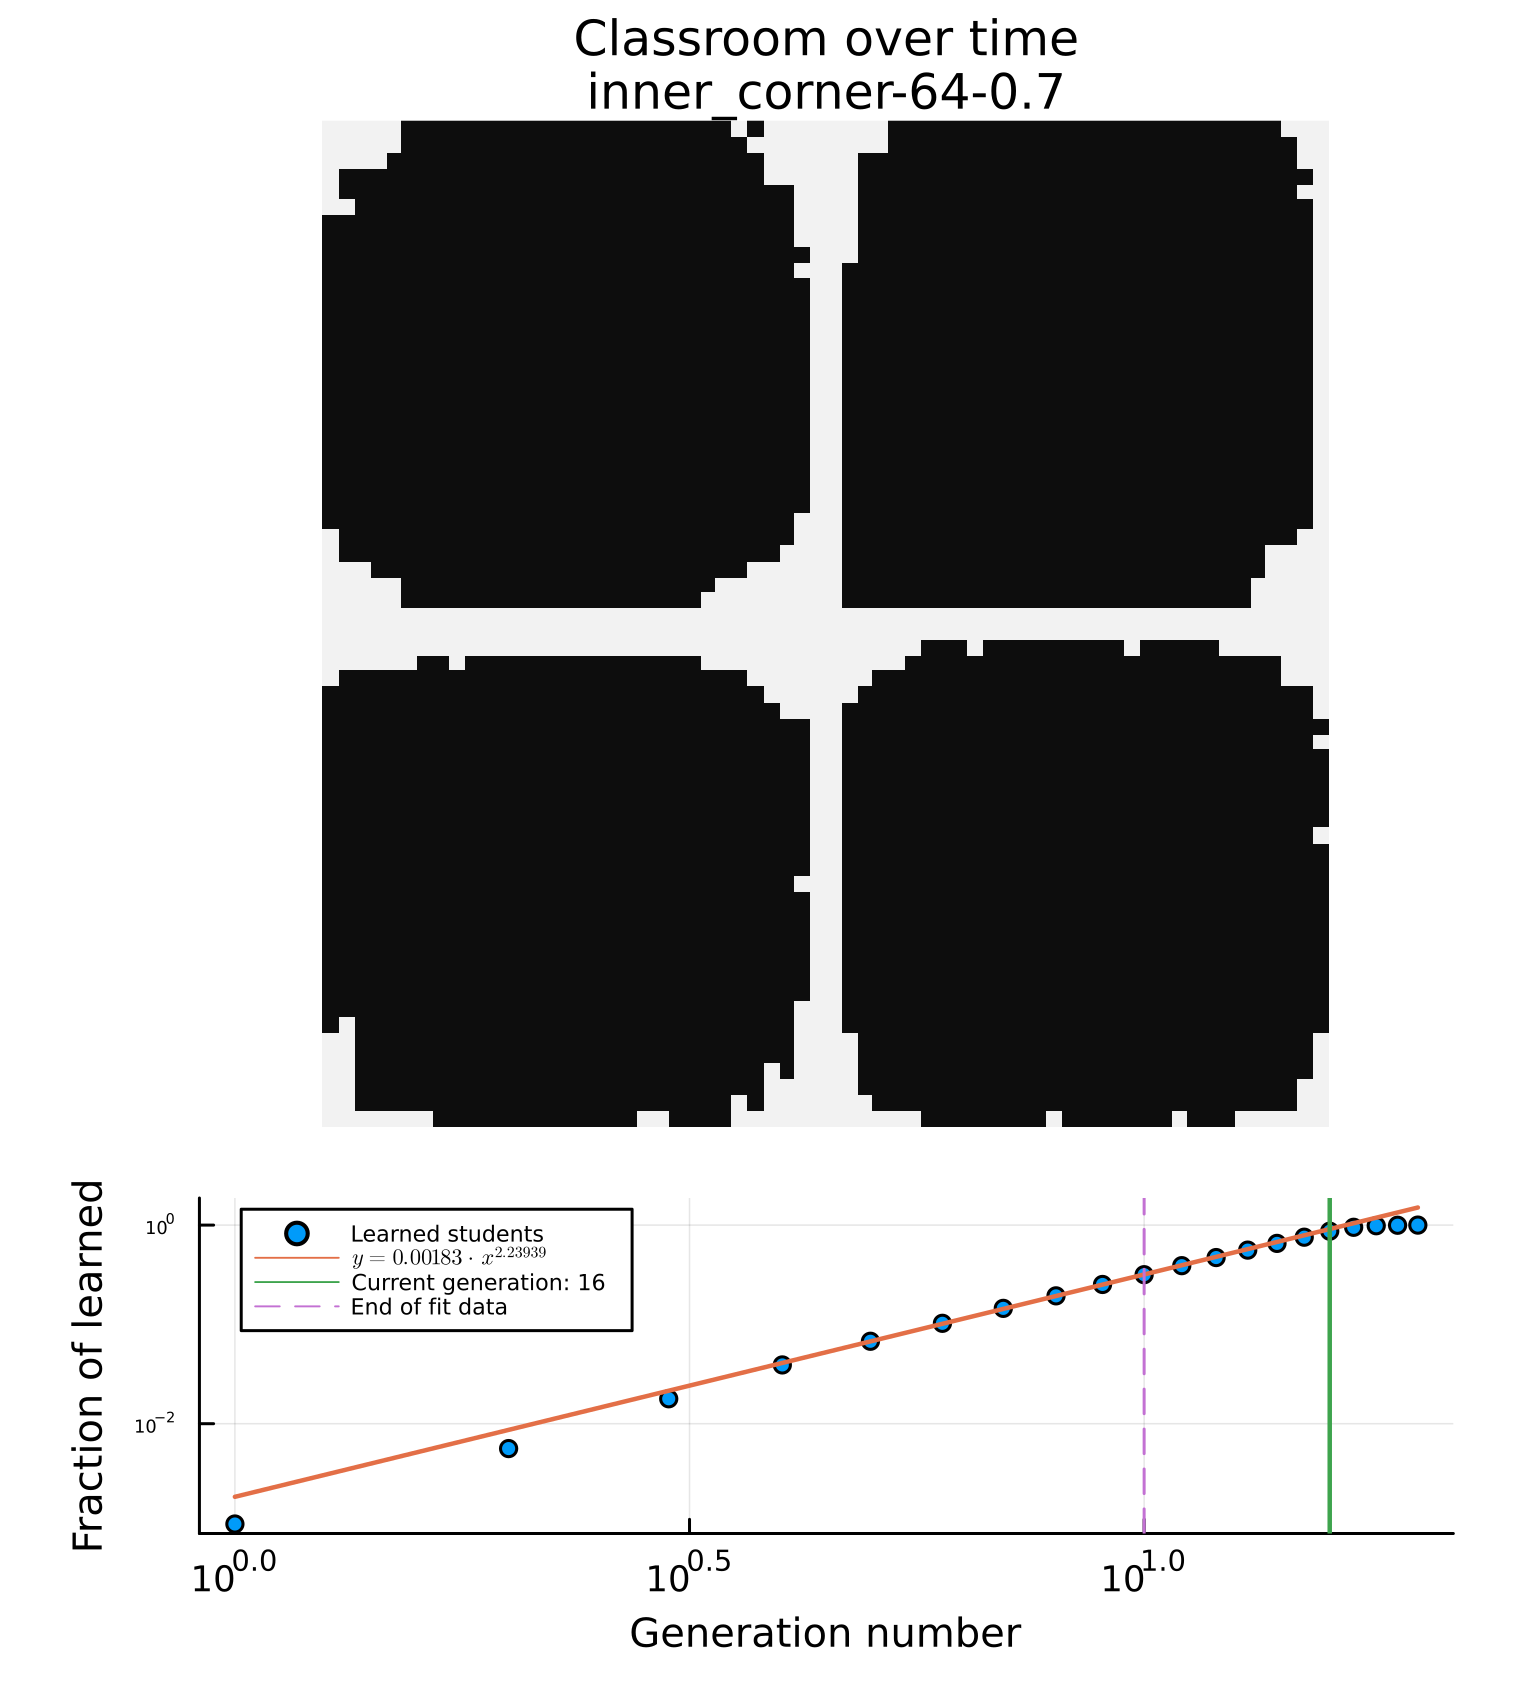 Classroom over time
inner_corner-64-0.7
Fraction of learned
10^0
10^−2
Learned students
y = 0.00183 · x^2.23939
Current generation: 16
End of fit data
10^0.0 10^0.5 10^1.0
Generation number